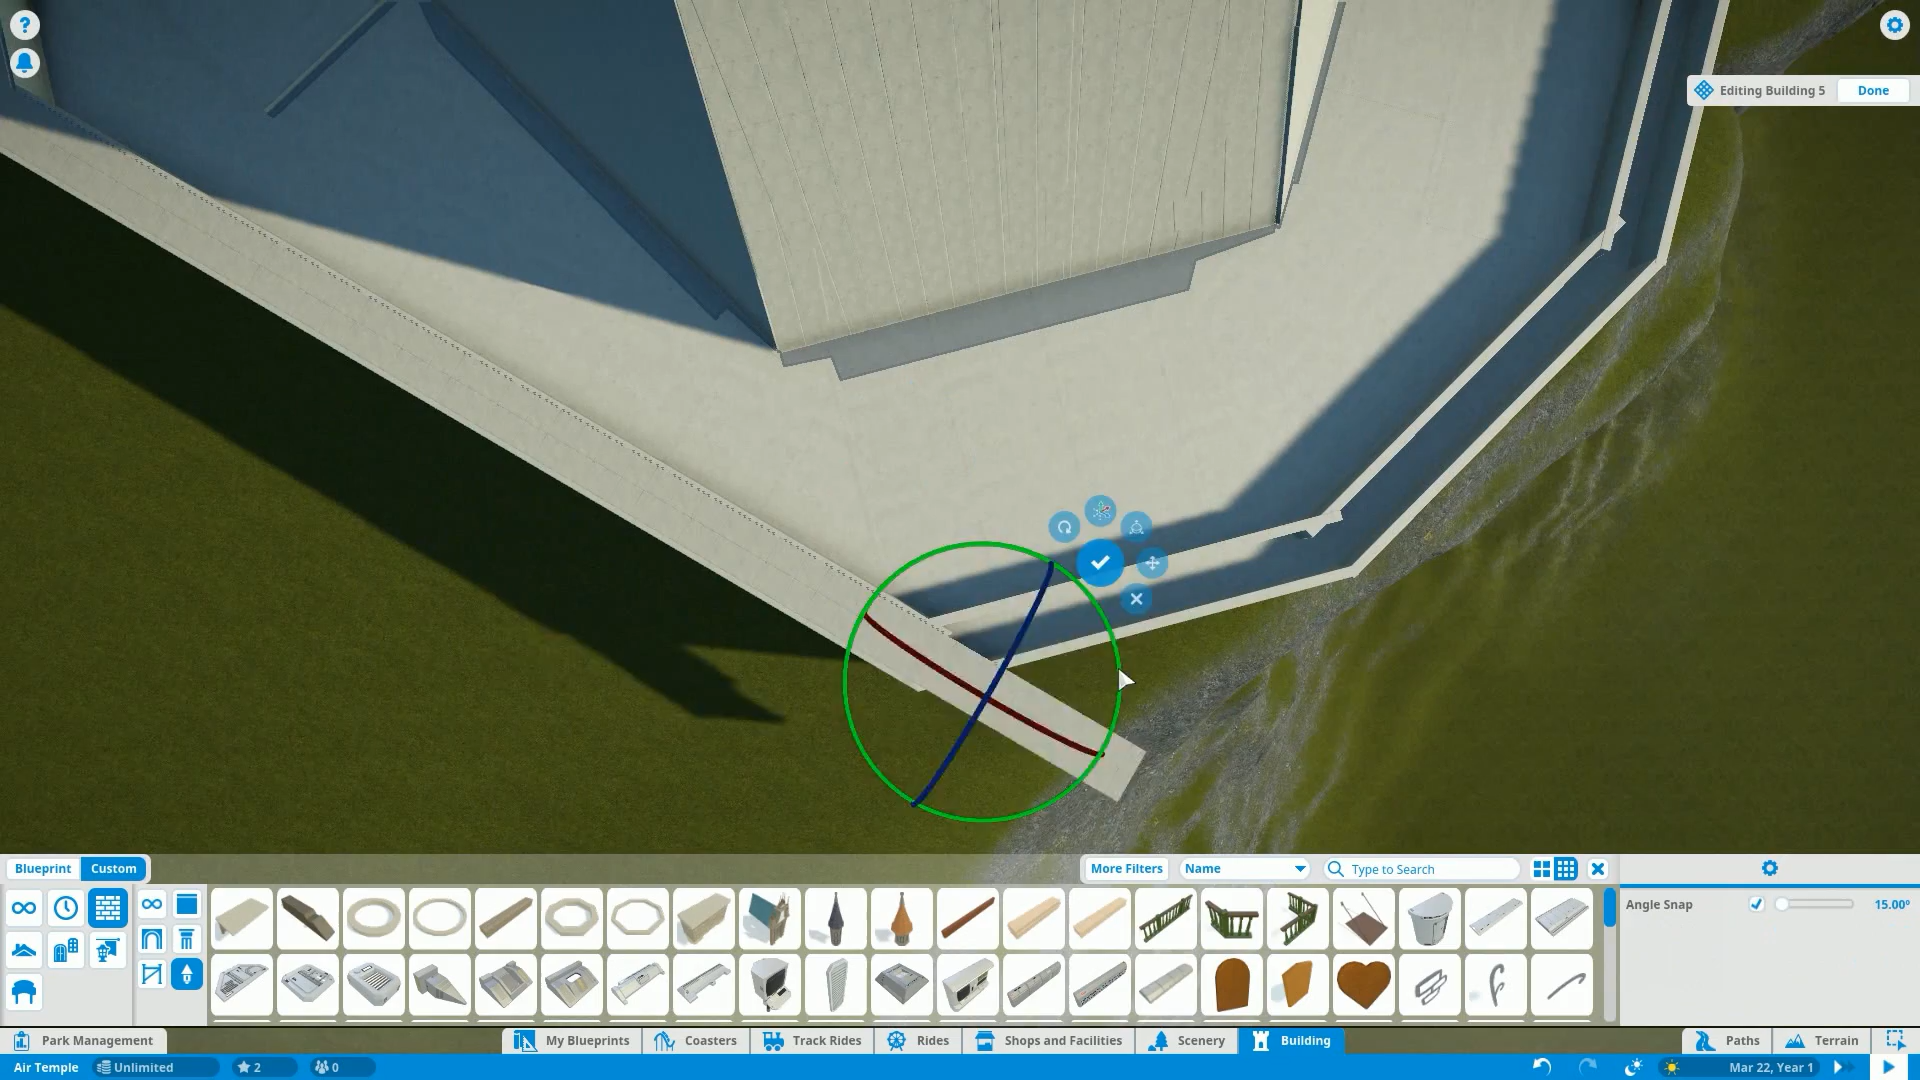 ?
Editing Building 5 Done
Blueprint Custom More Filters Name Type to Search
Angle Snap 15.00°
Park Management My Blueprints Coasters Track Rides Rides Shops and Facilities Scenery Building Paths Terrain
Air Temple Unlimited 2 0 Mar 22, Year 1